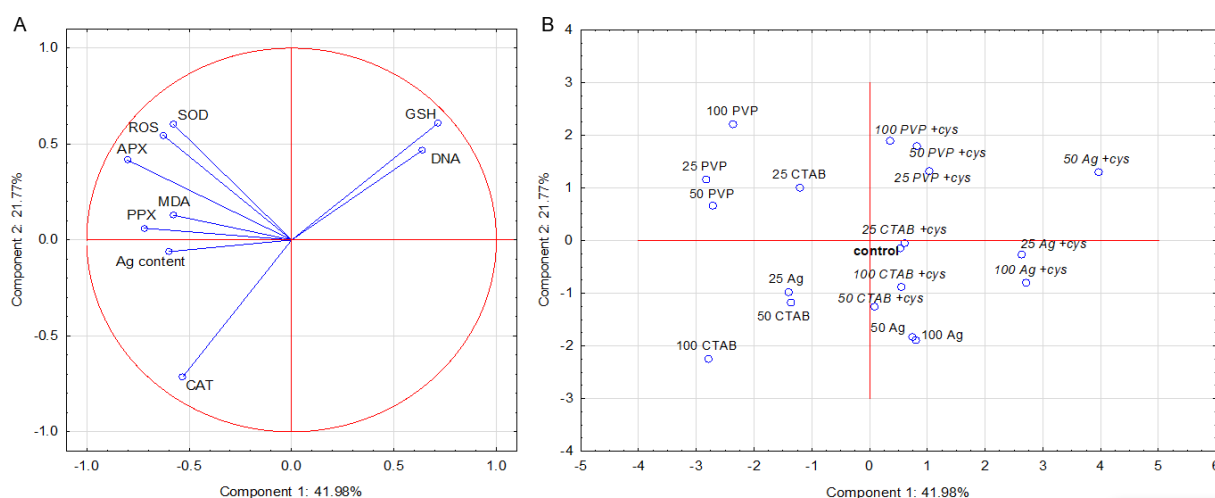 A
B
SOD
ROS
APX
MDA
PPX
Ag content
CAT
GSH
DNA
1.0
0.5
0.0
-0.5
-1.0
-1.0
-0.5
0.0
0.5
1.0
Component 2: 21.77%
Component 1: 41.98%
100 PVP
25 PVP
50 PVP
25 CTAB
100 PVP +cys
50 PVP +cys
25 PVP +cys
50 Ag +cys
25 CTAB +cys
control
25 Ag +cys
100 Ag +cys
100 CTAB +cys
50 CTAB +cys
25 Ag
50 CTAB
50 Ag
100 Ag
100 CTAB
4
3
2
1
0
-1
-2
-3
-4
-5
-4
-3
-2
-1
0
1
2
3
4
5
6
Component 2: 21.77%
Component 1: 41.98%